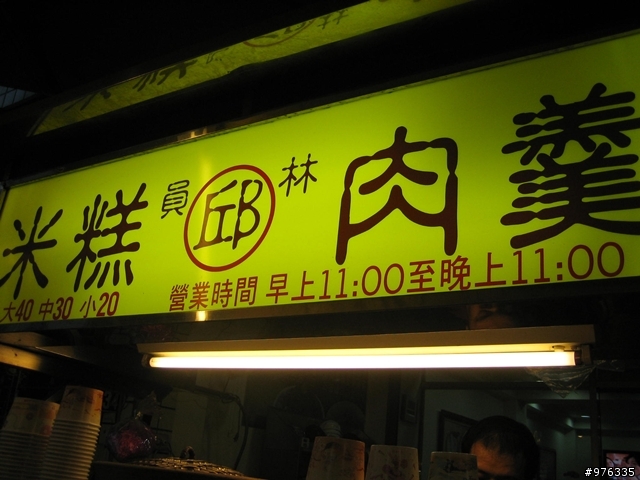 米糕 員 邱 林 肉羹
大40 中30 小20
營業時間 早上11:00至晚上11:00
#976335